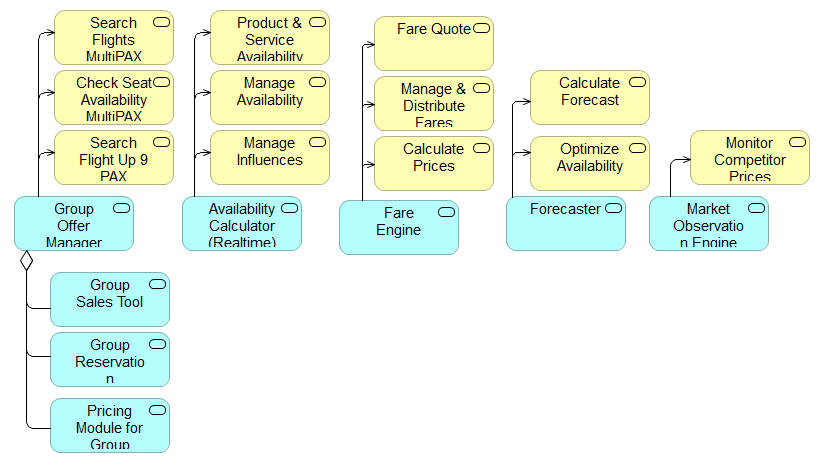 Search
Flights
MultiPAX
Product &
Service
Availability
Fare Quote
Check Seat
Availability
MultiPAX
Manage
Availability
Manage &
Distribute
Fares
Calculate
Forecast
Search
Flight Up 9
PAX
Manage
Influences
Calculate
Prices
Optimize
Availability
Monitor
Competitor
Prices
Group
Offer
Manager
Availability
Calculator
(Realtime)
Fare
Engine
Forecaster
Market
Observatio
n Engine
Group
Sales Tool
Group
Reservatio
n
Pricing
Module for
Group